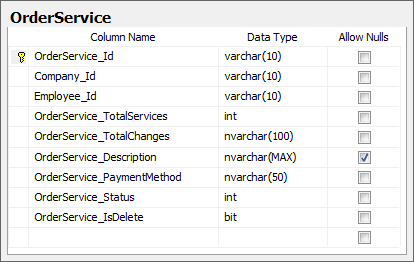 OrderService
Column Name Data Type Allow Nulls
OrderService_Id varchar(10)
Company_Id varchar(10)
Employee_Id varchar(10)
OrderService_TotalServices int
OrderService_TotalChanges nvarchar(100)
OrderService_Description nvarchar(MAX)
OrderService_PaymentMethod nvarchar(50)
OrderService_Status int
OrderService_IsDelete bit